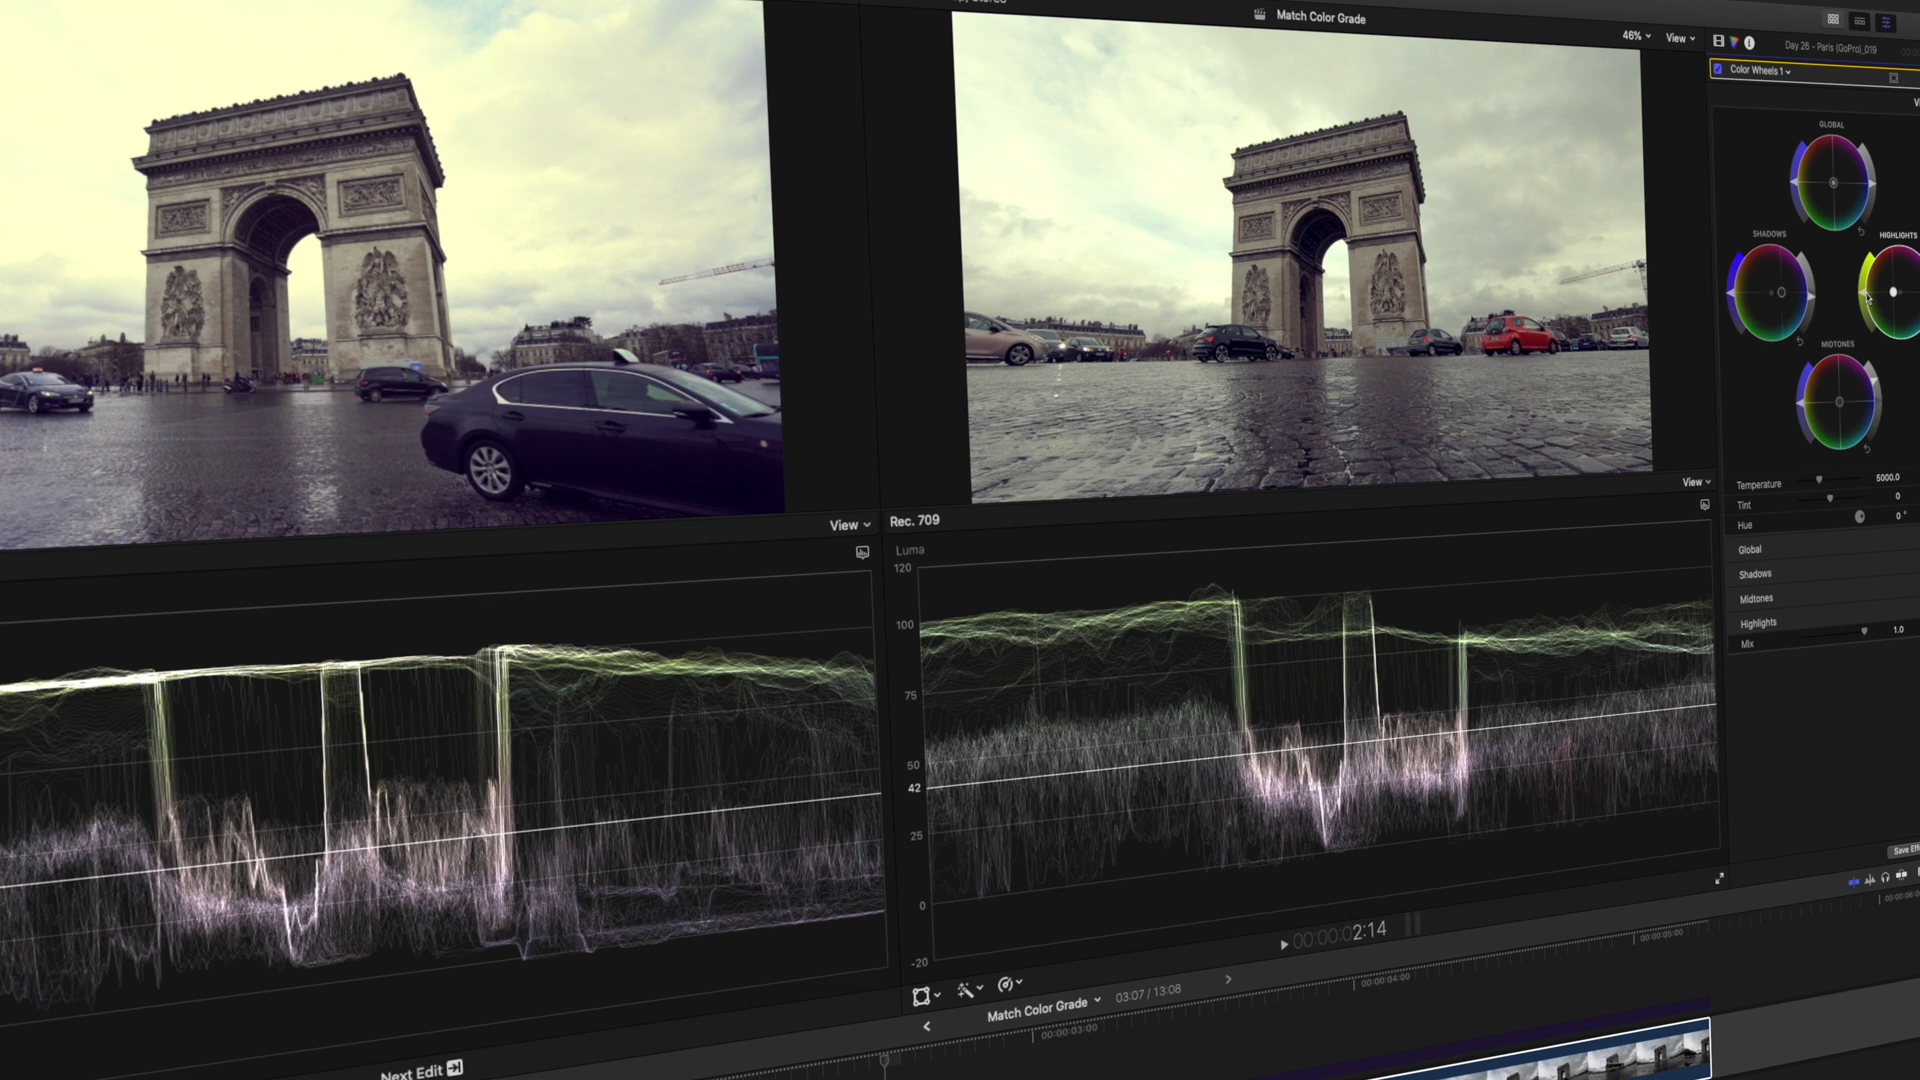 Match Color Grade
46%
View
Day 26 - Paris (GoPro)_019
Color Wheels 1
GLOBAL
SHADOWS
HIGHLIGHTS
MIDTONES
View
Temperature
5000.0
Tint
0
Hue
0 °
Global
Shadows
Midtones
Highlights
Mix
1.0
View
Rec. 709
Luma
120
100
75
50
42
25
0
-20
00:00:02:14
Match Color Grade
03:07 / 13:08
00:00:03:00
00:00:04:00
00:00:05:00
Next Edit